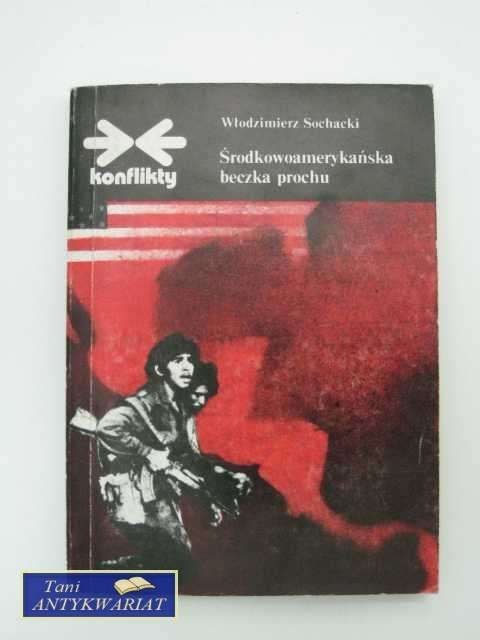 Włodzimierz Sochacki
Środkowoamerykańska
beczka prochu
konflikty
Tani
ANTYKWARIAT